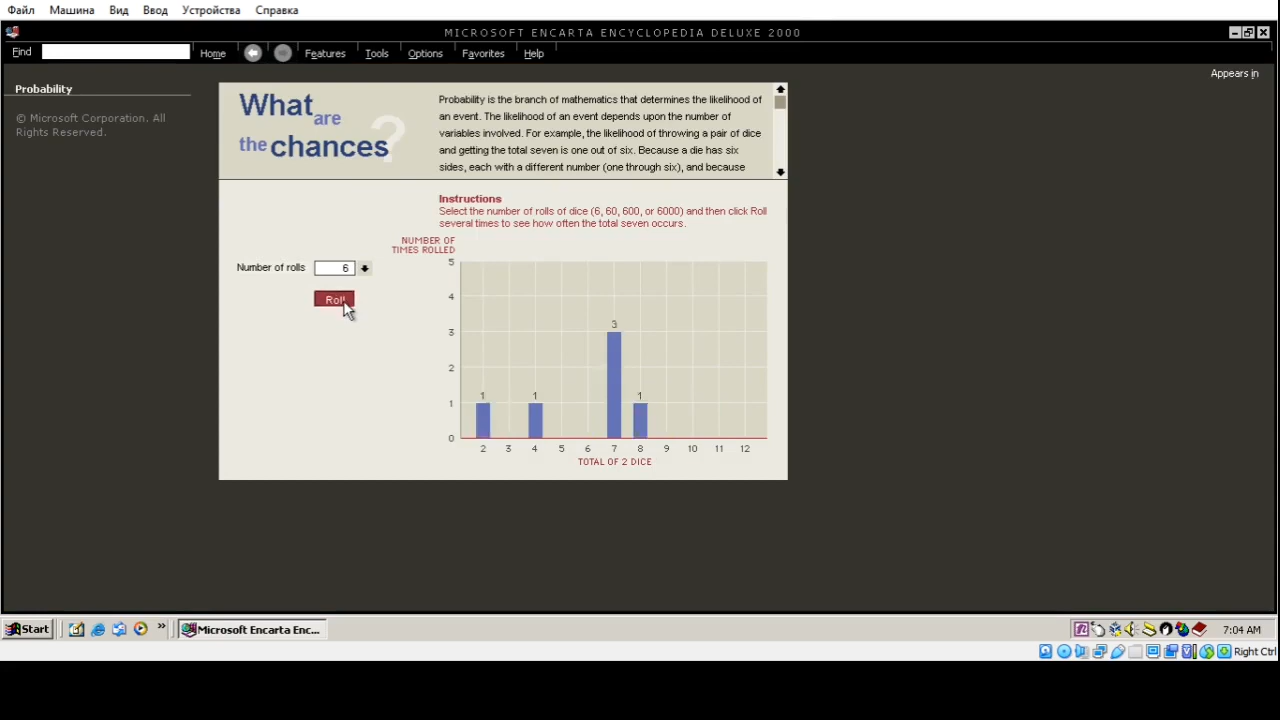 Файл Машина Вид Ввод Устройства Справка
MICROSOFT ENCARTA ENCYCLOPEDIA DELUXE 2000
Find Home Features Tools Options Favorites Help
Appears in
Probability
© Microsoft Corporation. All
Rights Reserved.
What are
the chances?
Probability is the branch of mathematics that determines the likelihood of
an event. The likelihood of an event depends upon the number of
variables involved. For example, the likelihood of throwing a pair of dice
and getting the total seven is one out of six. Because a die has six
sides, each with a different number (one through six), and because
Instructions
Select the number of rolls of dice (6, 60, 600, or 6000) and then click Roll
several times to see how often the total seven occurs.
NUMBER OF
TIMES ROLLED
Number of rolls 6
Roll
5
4
3
2
1
0
1 1 3 1
2 3 4 5 6 7 8 9 10 11 12
TOTAL OF 2 DICE
Start » Microsoft Encarta Enc... 7:04 AM
Right Ctrl